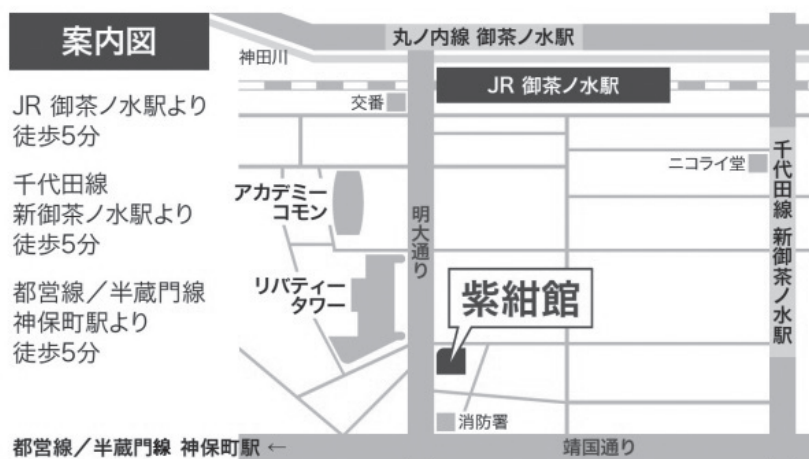 案内図
JR 御茶ノ水駅より
徒歩5分
千代田線
新御茶ノ水駅より
徒歩5分
都営線／半蔵門線
神保町駅より
徒歩5分
丸ノ内線 御茶ノ水駅
神田川
JR 御茶ノ水駅
交番
ニコライ堂
千代田線 新御茶ノ水駅
アカデミー
コモン
明大通り
リバティー
タワー
紫紺館
消防署
都営線／半蔵門線 神保町駅 ←
靖国通り